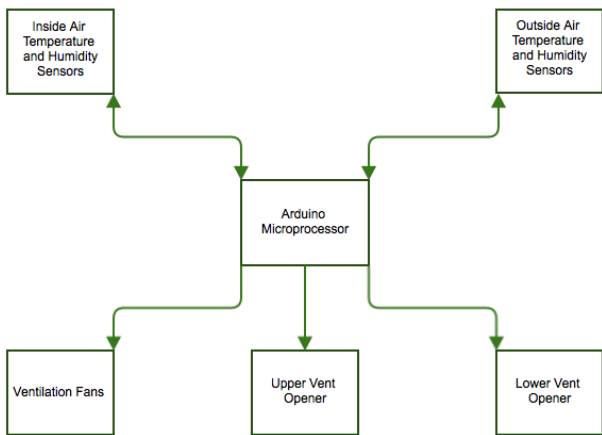 Inside Air
Temperature
and Humidity
Sensors
Outside Air
Temperature
and Humidity
Sensors
Arduino
Microprocessor
Ventilation Fans
Upper Vent
Opener
Lower Vent
Opener